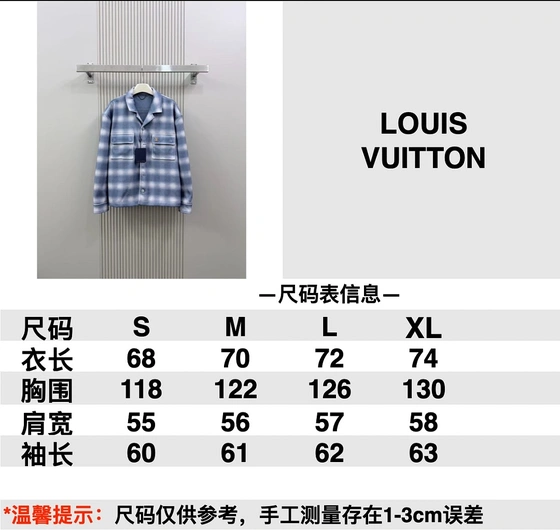 LOUIS
VUITTON
—尺码表信息—
尺码 S M L XL
衣长 68 70 72 74
胸围 118 122 126 130
肩宽 55 56 57 58
袖长 60 61 62 63
*温馨提示：尺码仅供参考，手工测量存在1-3cm误差